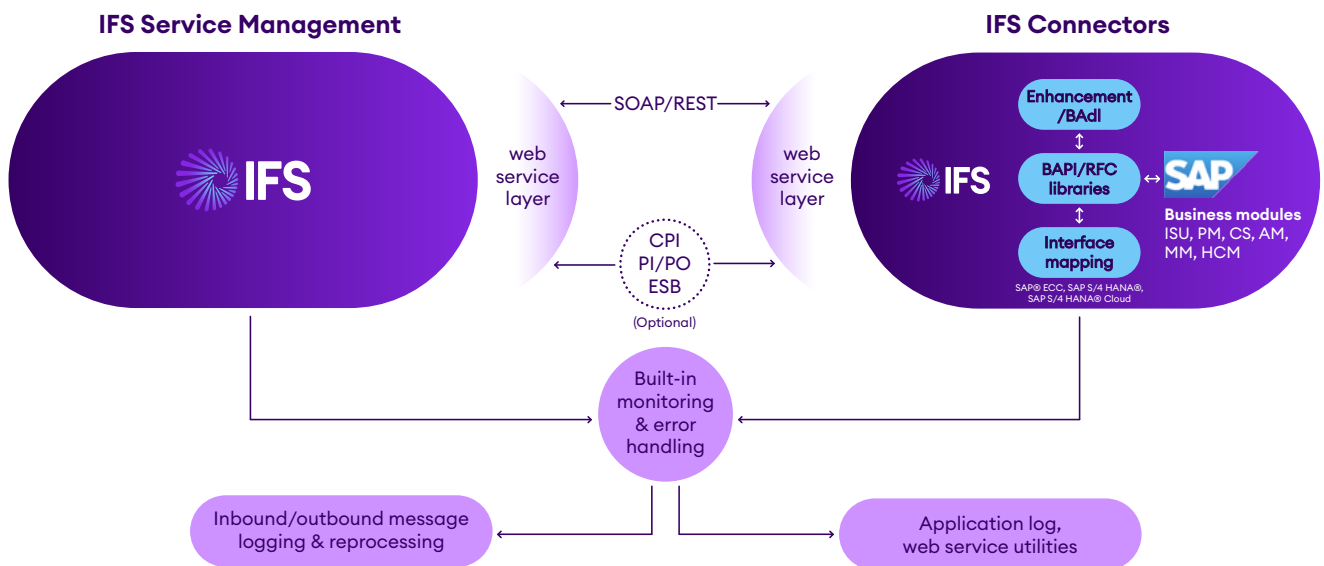 IFS Service Management
IFS Connectors
IFS
web
service
layer
SOAP/REST
CPI
PI/PO
ESB
(Optional)
web
service
layer
IFS
Enhancement
/BAdl
BAPI/RFC
libraries
Interface
mapping
SAP® ECC, SAP S/4 HANA®,
SAP S/4 HANA® Cloud
SAP
Business modules
ISU, PM, CS, AM,
MM, HCM
Built-in
monitoring
& error
handling
Inbound/outbound message
logging & reprocessing
Application log,
web service utilities